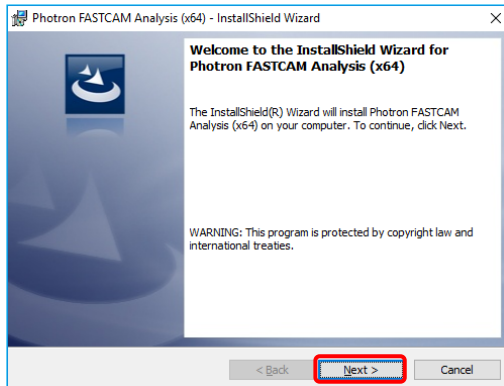 Photron FASTCAM Analysis (x64) - InstallShield Wizard
Welcome to the InstallShield Wizard for
Photron FASTCAM Analysis (x64)
The InstallShield(R) Wizard will install Photron FASTCAM
Analysis (x64) on your computer. To continue, click Next.
WARNING: This program is protected by copyright law and
international treaties.
< Back Next > Cancel